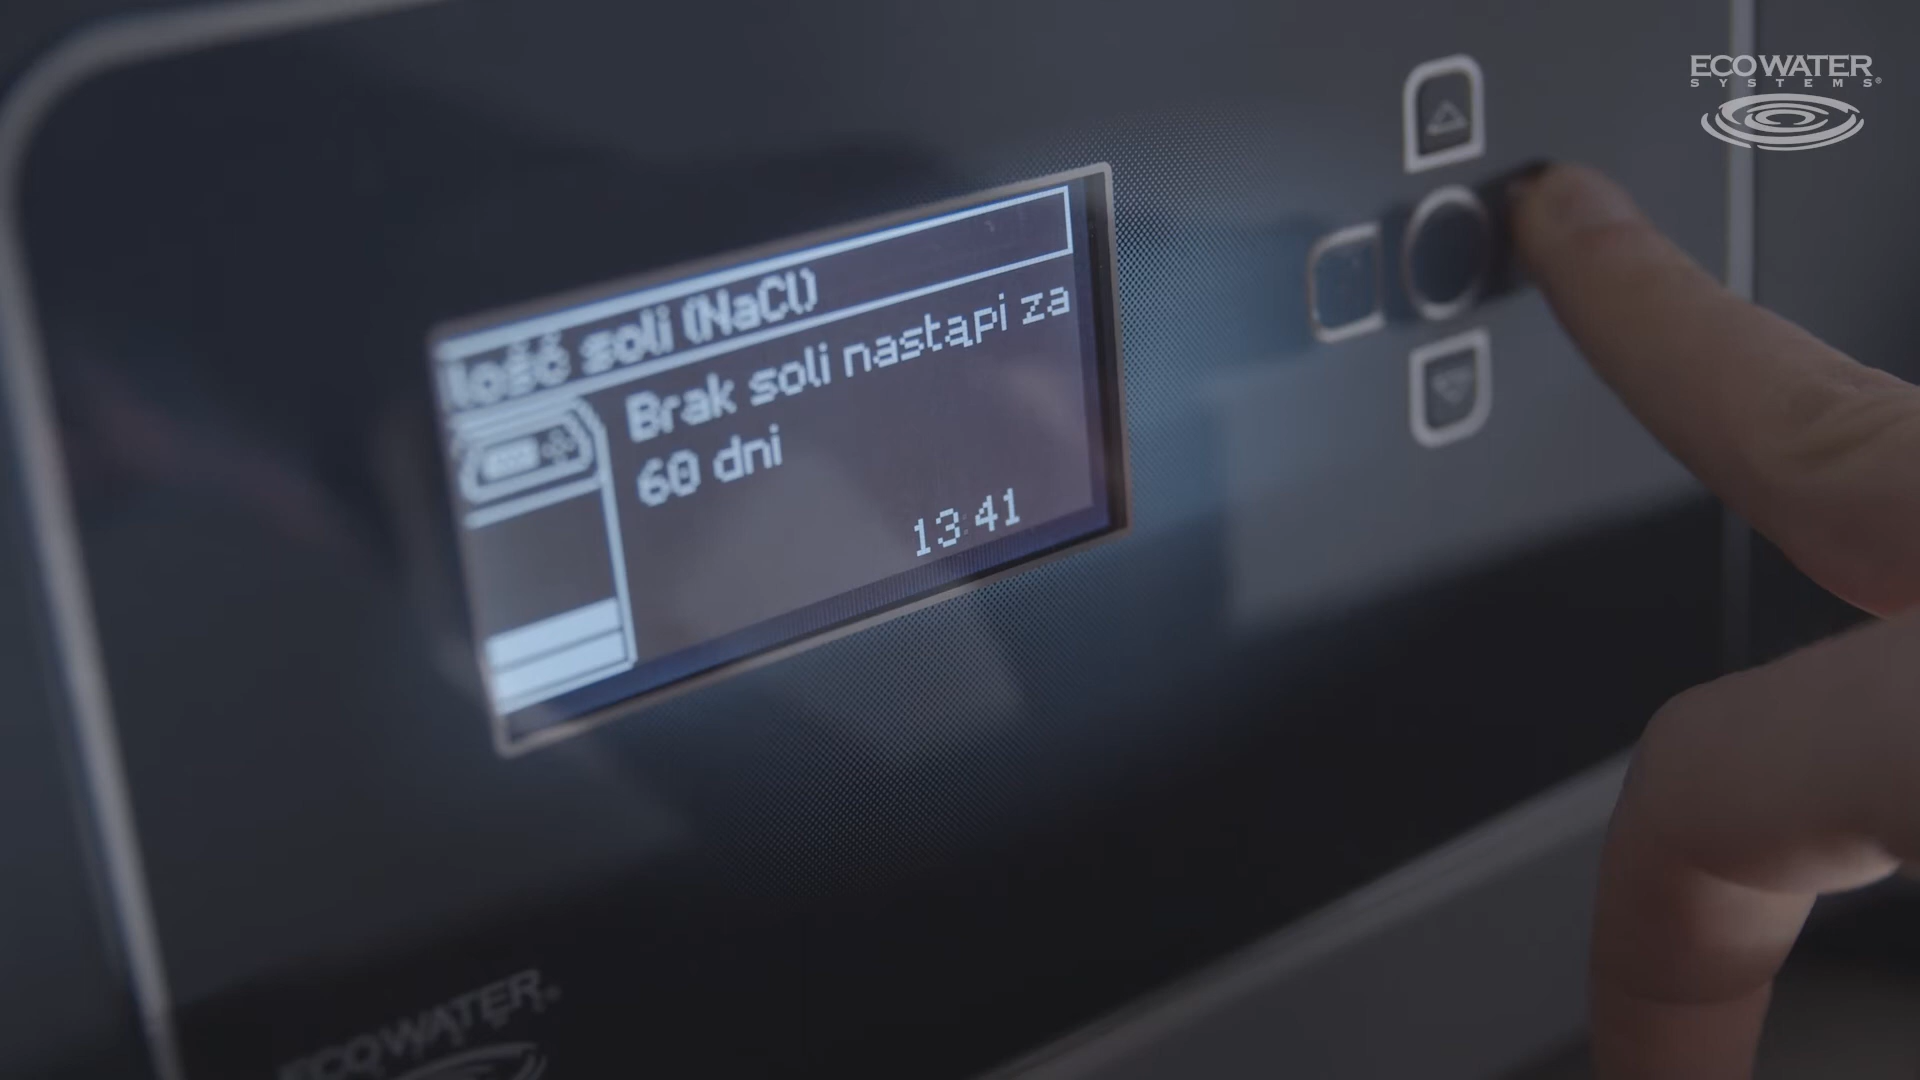 ECOWATER
SYSTEMS®
Ilość soli (NaCl)
Brak soli nastąpi za
60 dni
13:41
ECOWATER®